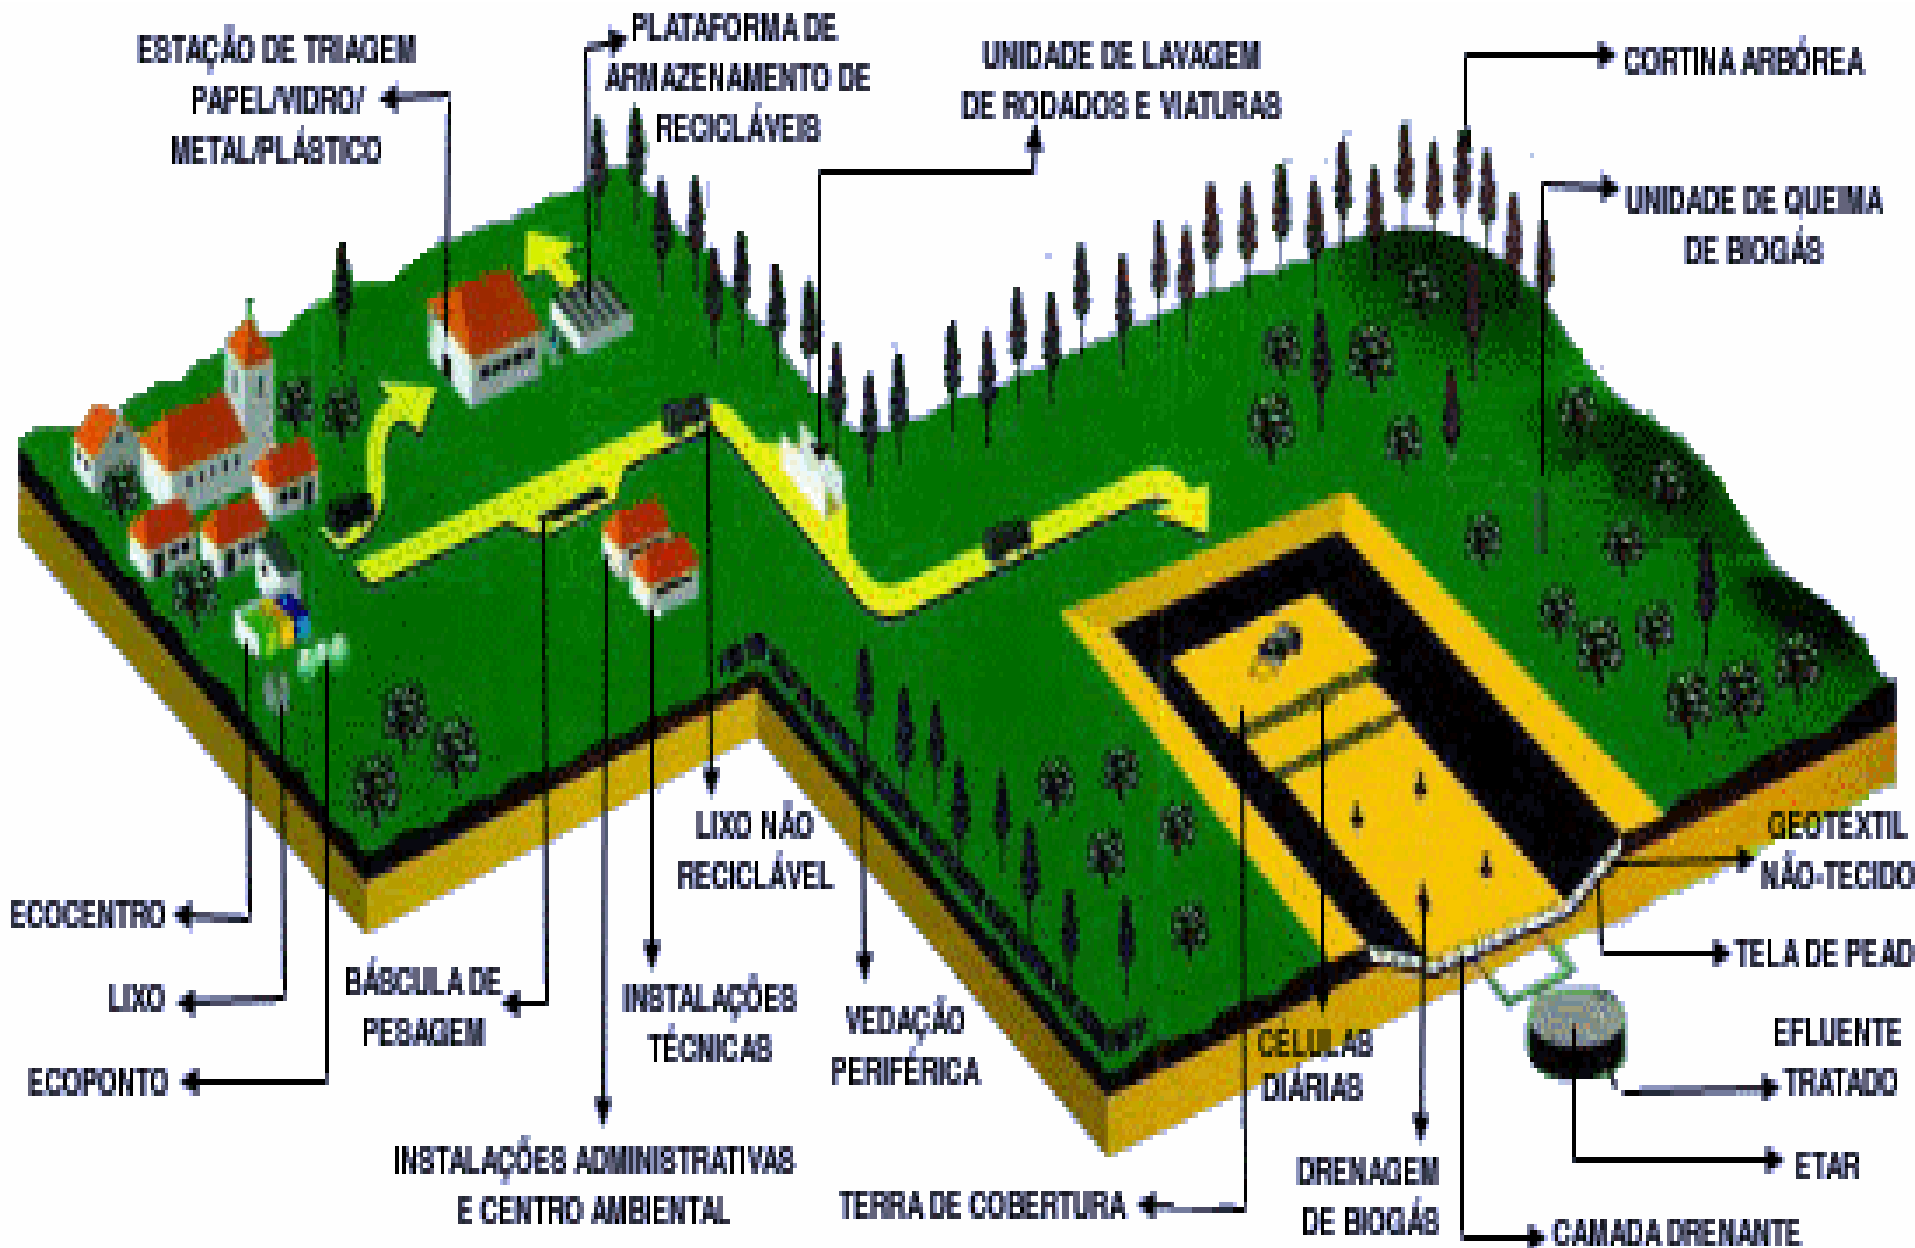 ESTAÇÃO DE TRIAGEM
PAPEL/VIDRO/
METAL/PLÁSTICO
PLATAFORMA DE
ARMAZENAMENTO DE
RECICLÁVEIS
UNIDADE DE LAVAGEM
DE RODADOS E VIATURAS
CORTINA ARBÓREA
UNIDADE DE QUEIMA
DE BIOGÁS
GEOTEXTIL
NÃO-TECIDO
TELA DE PEAD
EFLUENTE
TRATADO
ETAR
CAMADA DRENANTE
DRENAGEM
DE BIOGÁS
CÉLULAS
DIÁRIAS
TERRA DE COBERTURA
VEDAÇÃO
PERIFÉRICA
LIXO NÃO
RECICLÁVEL
INSTALAÇÕES
TÉCNICAS
INSTALAÇÕES ADMINISTRATIVAS
E CENTRO AMBIENTAL
BÁSCULA DE
PESAGEM
ECOCENTRO
LIXO
ECOPONTO